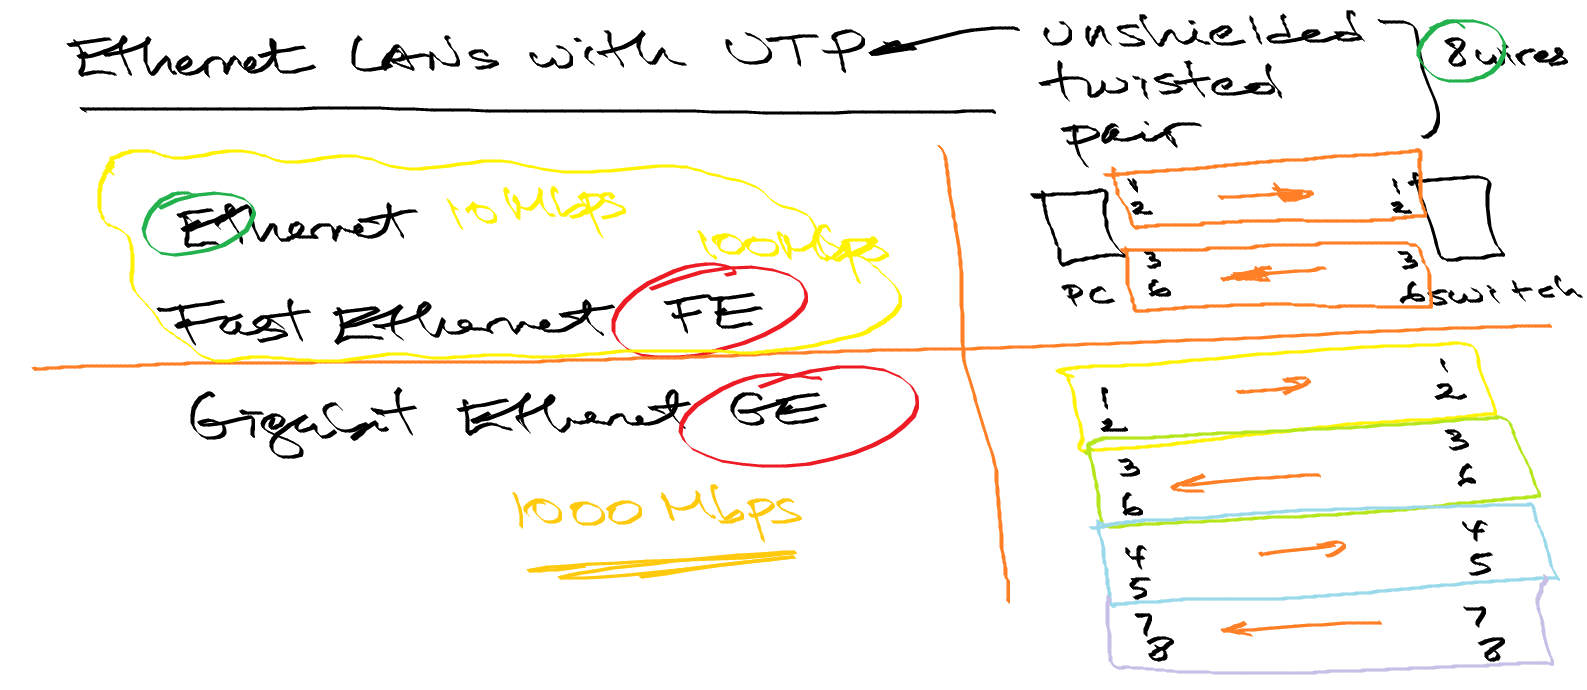 Ethernet LANs with UTP
unshielded
twisted
pair
8 wires
Ethernet 10 Mbps
100Mbps
Fast Ethernet FE
Gigabit Ethernet GE
1000 Mbps
1 1
2 2
3 3
6 6
PC switch
1 1
2 2
3 3
6 6
4 4
5 5
7 7
8 8